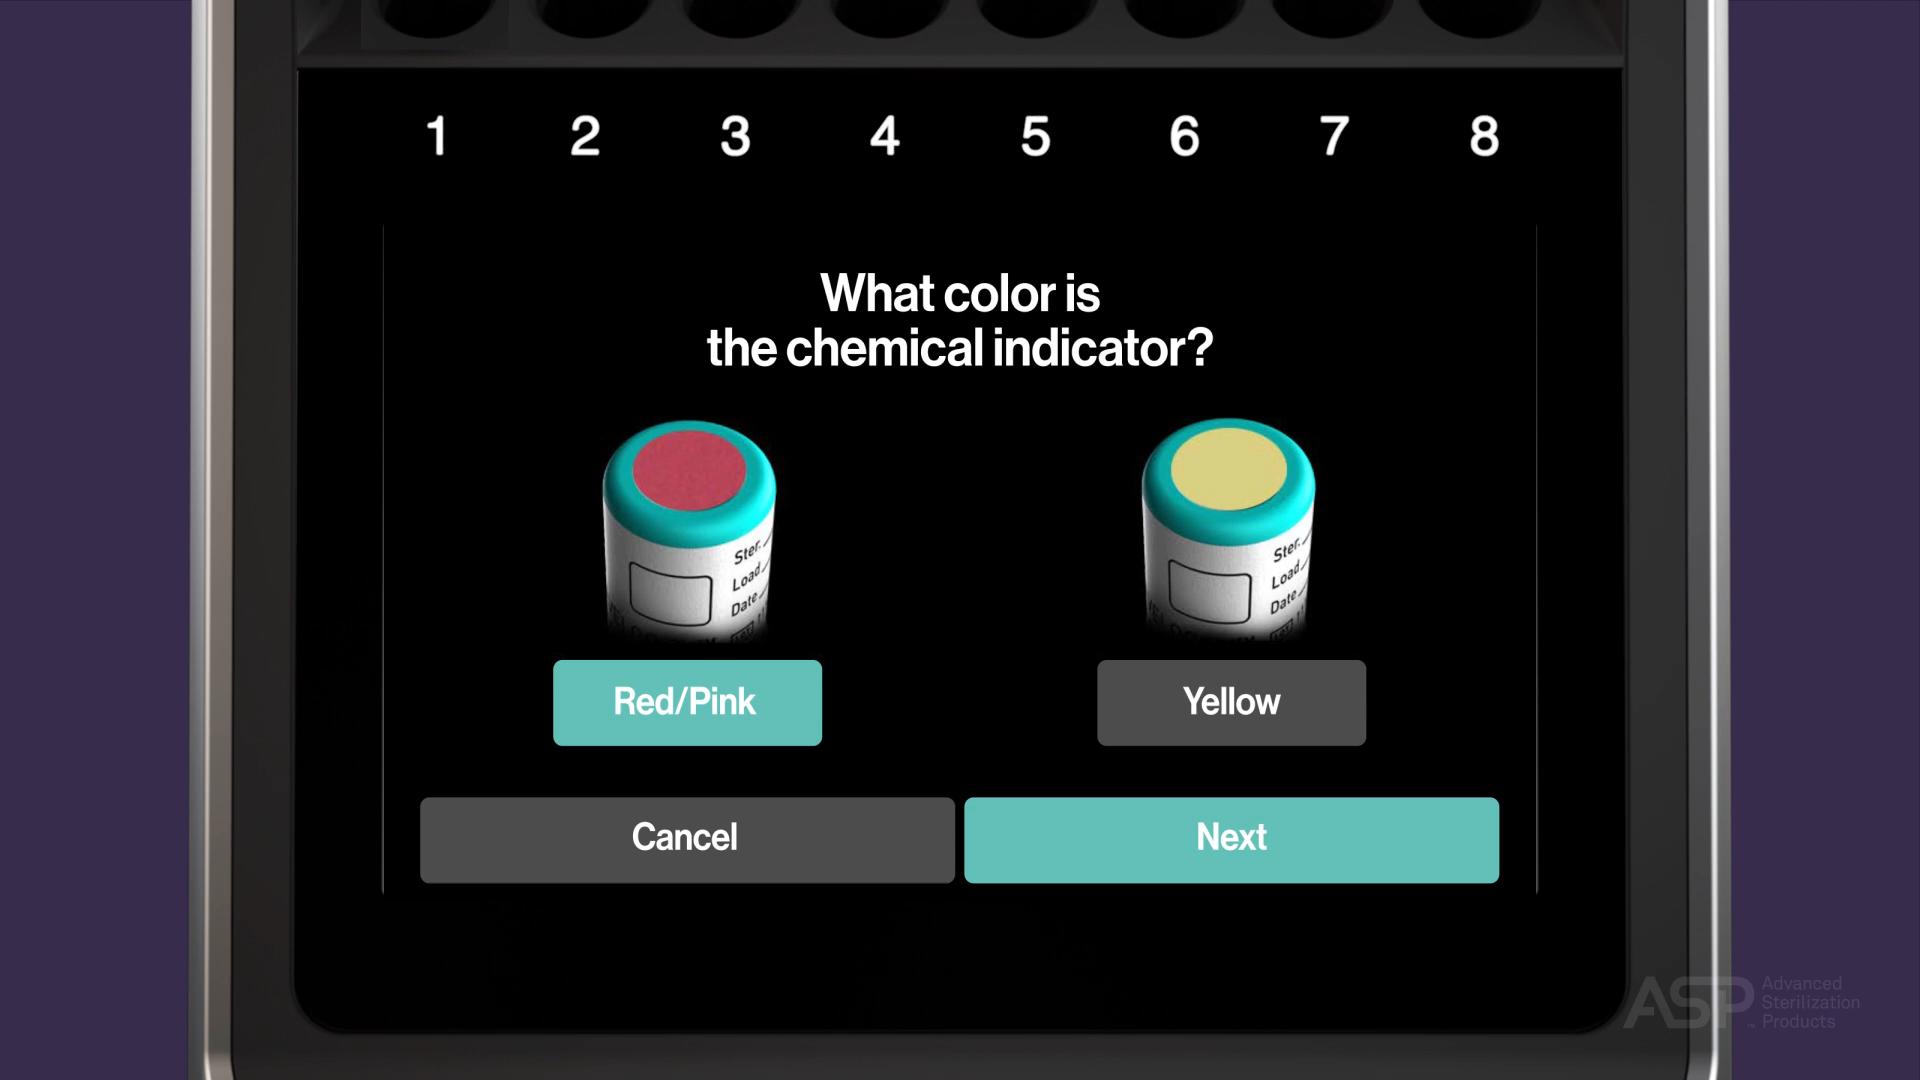 1 2 3 4 5 6 7 8
What color is
the chemical indicator?
Ster.
Load
Date
Ster.
Load
Date
Red/Pink
Yellow
Cancel
Next
ASP
Advanced
Sterilization
Products